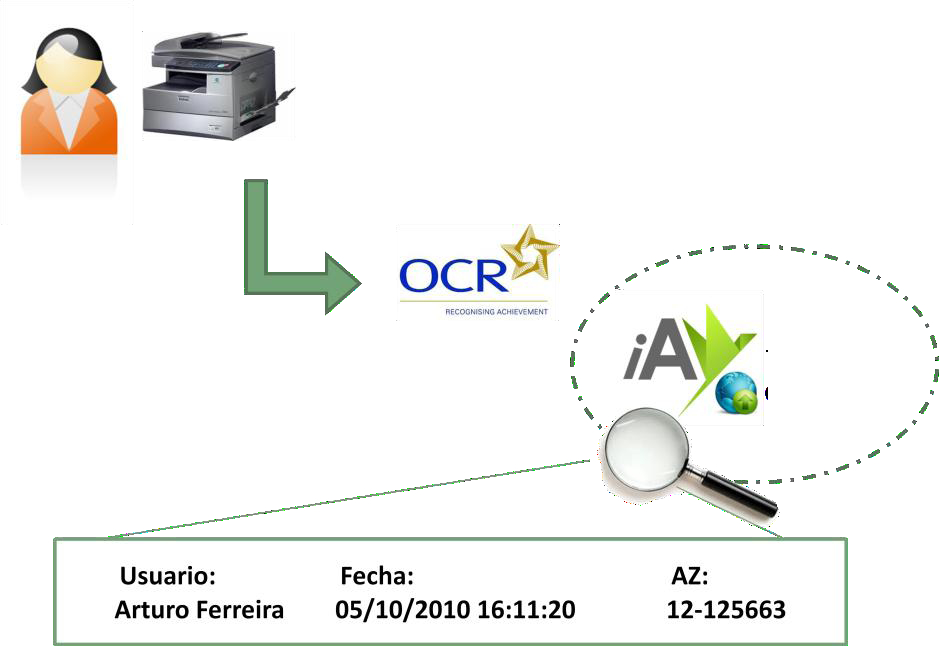 OCR
RECOGNISING ACHIEVEMENT
iA
Usuario: Fecha: AZ:
Arturo Ferreira 05/10/2010 16:11:20 12-125663